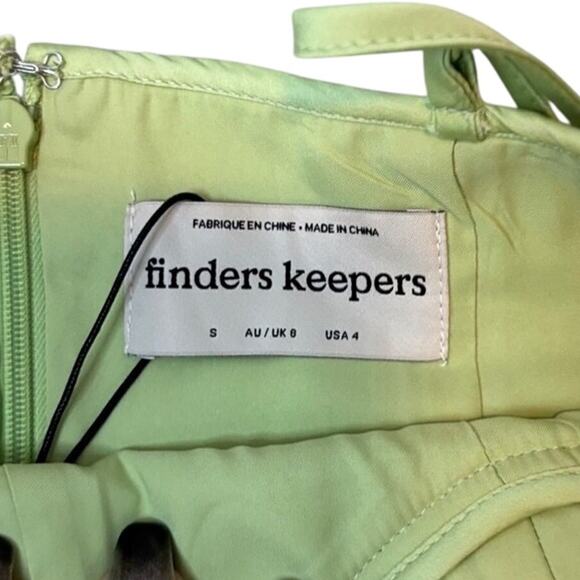 FABRIQUE EN CHINE • MADE IN CHINA
finders keepers
S AU / UK 8 USA 4